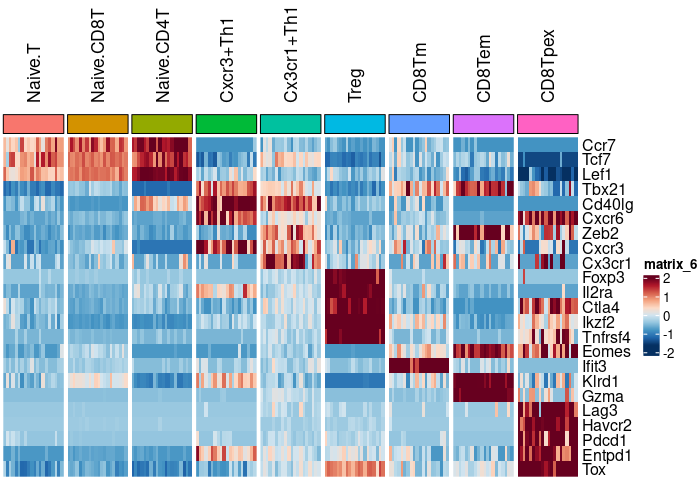 Naive.T
Naive.CD8T
Naive.CD4T
Cxcr3+Th1
Cx3cr1+Th1
Treg
CD8Tm
CD8Tem
CD8Tpex
Ccr7
Tcf7
Lef1
Tbx21
Cd40lg
Cxcr6
Zeb2
Cxcr3
Cx3cr1
Foxp3
Il2ra
Ctla4
Ikzf2
Tnfrsf4
Eomes
Ifit3
Klrd1
Gzma
Lag3
Havcr2
Pdcd1
Entpd1
Tox
matrix_6
2
1
0
-1
-2